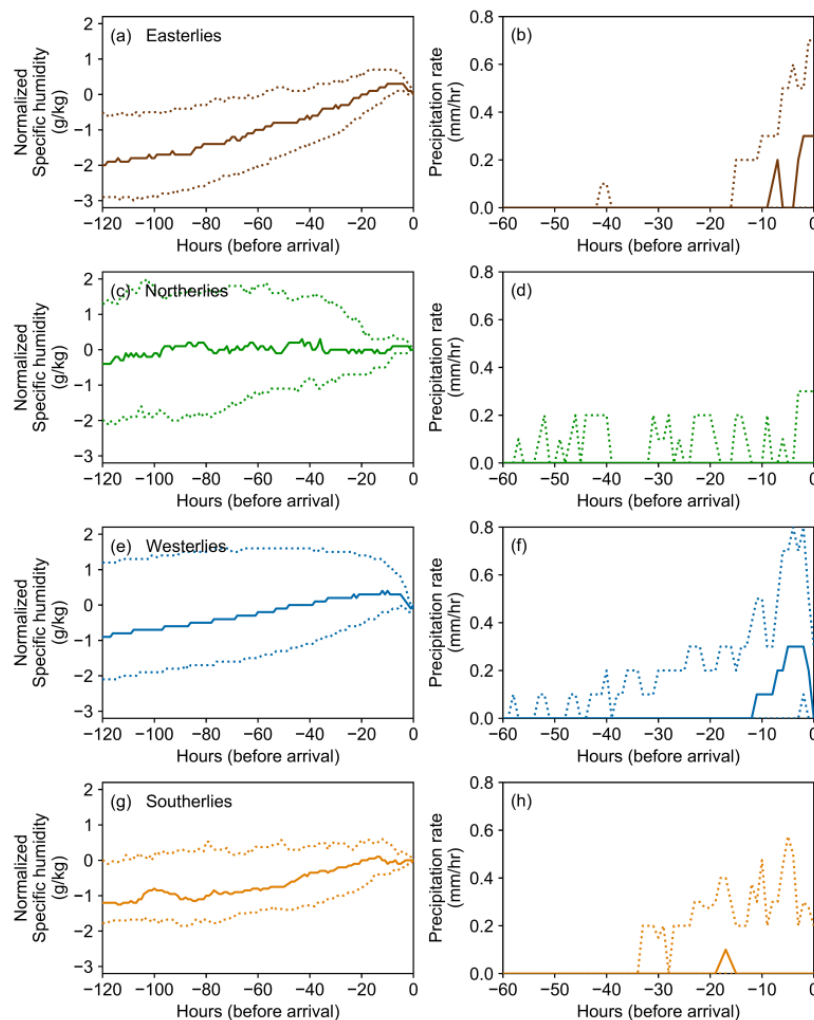 (a) Easterlies
Normalized
Specific humidity
(g/kg)
2
1
0
−1
−2
−3
−120 −100 −80 −60 −40 −20 0
Hours (before arrival)
(b)
Precipitation rate
(mm/hr)
0.8
0.6
0.4
0.2
0.0
−60 −50 −40 −30 −20 −10 0
Hours (before arrival)
(c) Northerlies
Normalized
Specific humidity
(g/kg)
2
1
0
−1
−2
−3
−120 −100 −80 −60 −40 −20 0
Hours (before arrival)
(d)
Precipitation rate
(mm/hr)
0.8
0.6
0.4
0.2
0.0
−60 −50 −40 −30 −20 −10 0
Hours (before arrival)
(e) Westerlies
Normalized
Specific humidity
(g/kg)
2
1
0
−1
−2
−3
−120 −100 −80 −60 −40 −20 0
Hours (before arrival)
(f)
Precipitation rate
(mm/hr)
0.8
0.6
0.4
0.2
0.0
−60 −50 −40 −30 −20 −10 0
Hours (before arrival)
(g) Southerlies
Normalized
Specific humidity
(g/kg)
2
1
0
−1
−2
−3
−120 −100 −80 −60 −40 −20 0
Hours (before arrival)
(h)
Precipitation rate
(mm/hr)
0.8
0.6
0.4
0.2
0.0
−60 −50 −40 −30 −20 −10 0
Hours (before arrival)